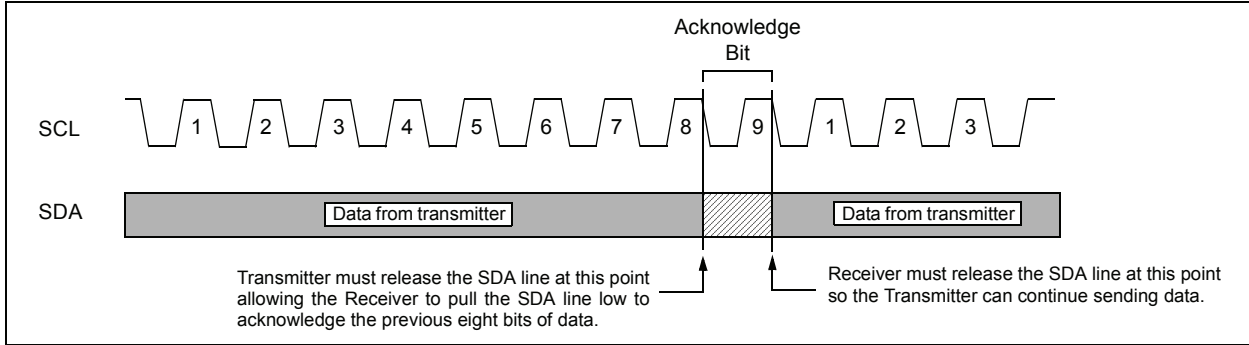 Acknowledge
Bit
SCL
1 2 3 4 5 6 7 8 9 1 2 3
SDA
Data from transmitter
Data from transmitter
Transmitter must release the SDA line at this point
allowing the Receiver to pull the SDA line low to
acknowledge the previous eight bits of data.
Receiver must release the SDA line at this point
so the Transmitter can continue sending data.